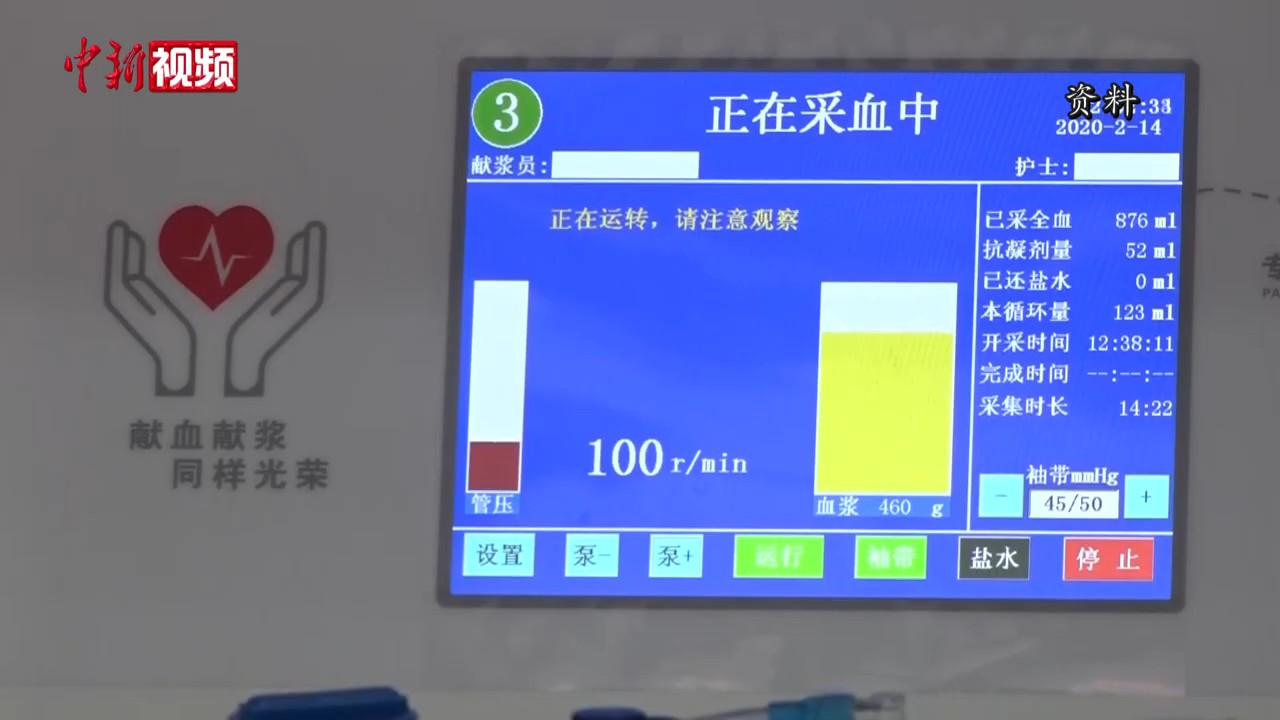 中新视频
资料
3
正在采血中
2020-2-14
献浆员:
护士:
正在运转，请注意观察
已采全血 876 ml
抗凝剂量 52 ml
已还盐水 0 ml
本循环量 123 ml
开采时间 12:38:11
完成时间 --:--:--
采集时长 14:22
100 r/min
管压
血浆 460 g
袖带mmHg
- 45/50 +
设置 泵- 泵+ 运行 袖带 盐水 停止
献血献浆
同样光荣